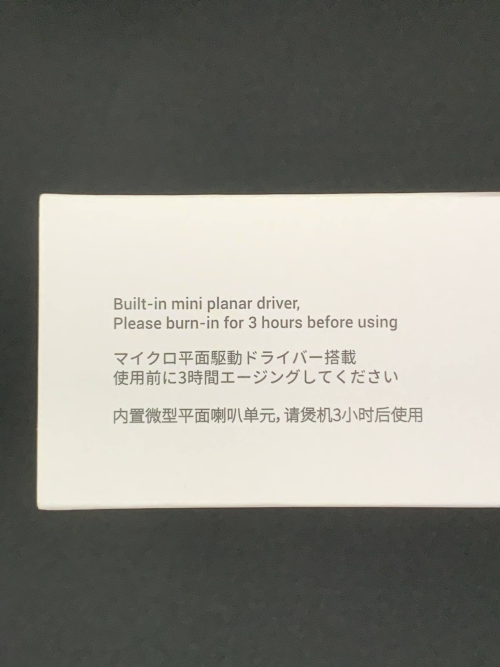 Built-in mini planar driver,
Please burn-in for 3 hours before using
マイクロ平面駆動ドライバー搭載
使用前に3時間エージングしてください
内置微型平面喇叭单元，请煲机3小时后使用